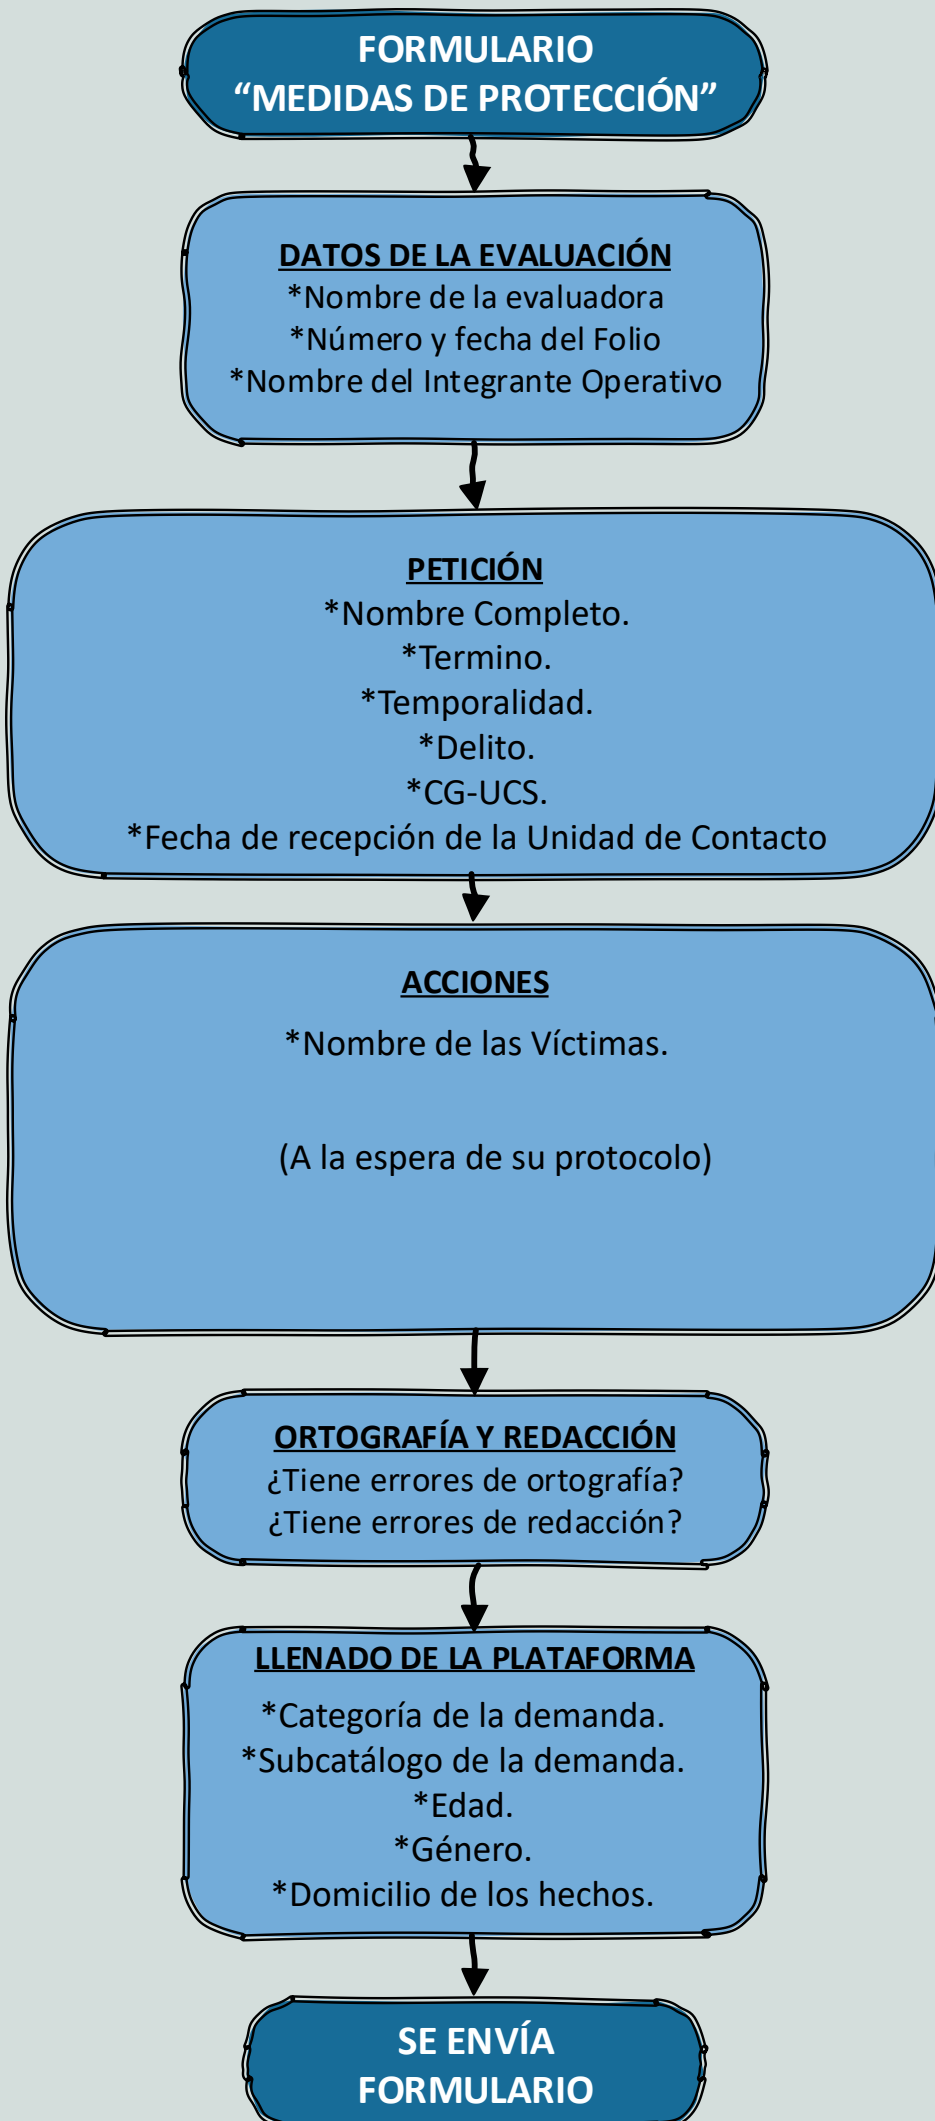 FORMULARIO
“MEDIDAS DE PROTECCIÓN”
DATOS DE LA EVALUACIÓN
*Nombre de la evaluadora
*Número y fecha del Folio
*Nombre del Integrante Operativo
PETICIÓN
*Nombre Completo.
*Termino.
*Temporalidad.
*Delito.
*CG-UCS.
*Fecha de recepción de la Unidad de Contacto
ACCIONES
*Nombre de las Víctimas.
(A la espera de su protocolo)
ORTOGRAFÍA Y REDACCIÓN
¿Tiene errores de ortografía?
¿Tiene errores de redacción?
LLENADO DE LA PLATAFORMA
*Categoría de la demanda.
*Subcatálogo de la demanda.
*Edad.
*Género.
*Domicilio de los hechos.
SE ENVÍA
FORMULARIO